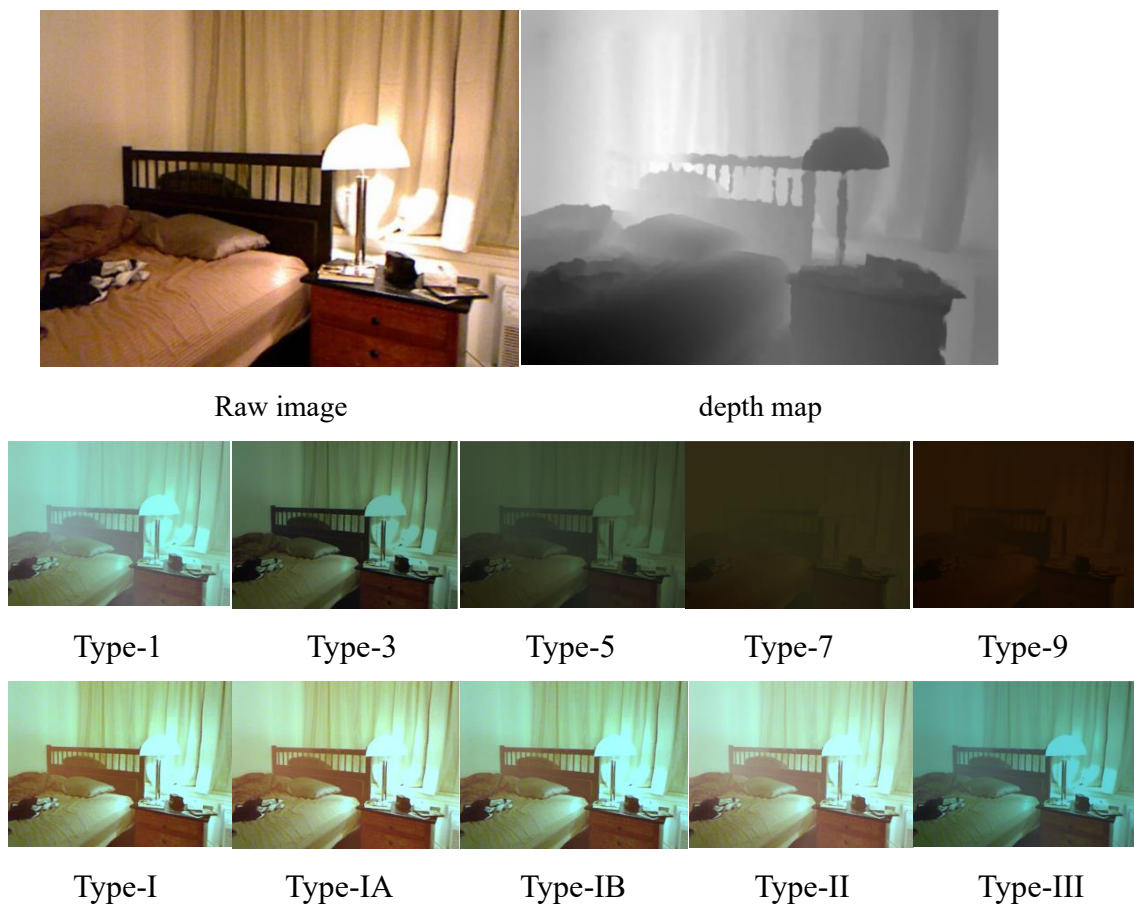 Raw image depth map
Type-1 Type-3 Type-5 Type-7 Type-9
Type-I Type-IA Type-IB Type-II Type-III